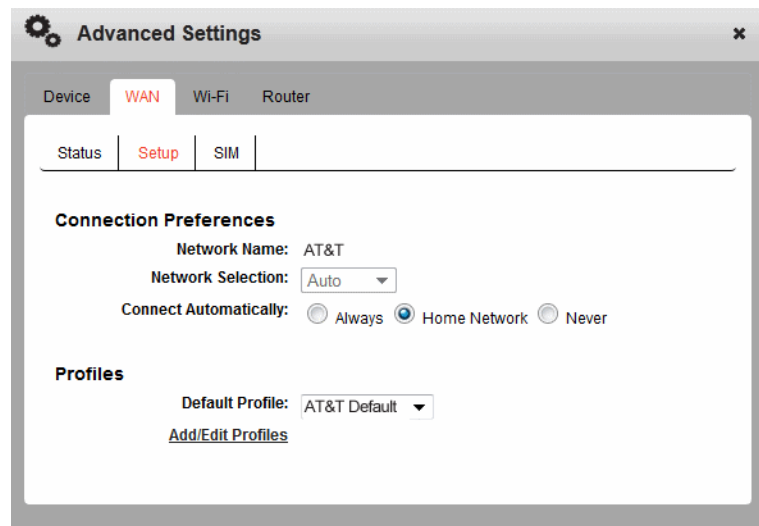 Advanced Settings
Device WAN Wi-Fi Router
Status Setup SIM
Connection Preferences
Network Name: AT&T
Network Selection: Auto
Connect Automatically: Always Home Network Never
Profiles
Default Profile: AT&T Default
Add/Edit Profiles